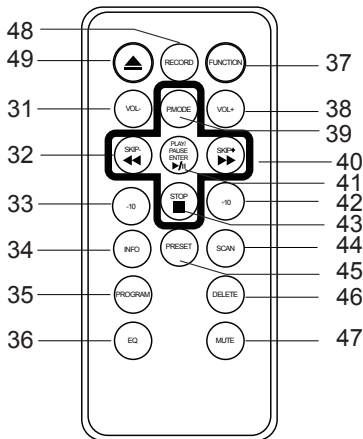 48
49
RECORD
FUNCTION
37
31
VOL-
P.MODE
VOL+
38
39
32
SKIP-
PLAY/
PAUSE
ENTER
SKIP+
40
41
33
-10
STOP
+10
42
43
34
INFO
PRESET
SCAN
44
45
35
PROGRAM
DELETE
46
36
EQ
MUTE
47